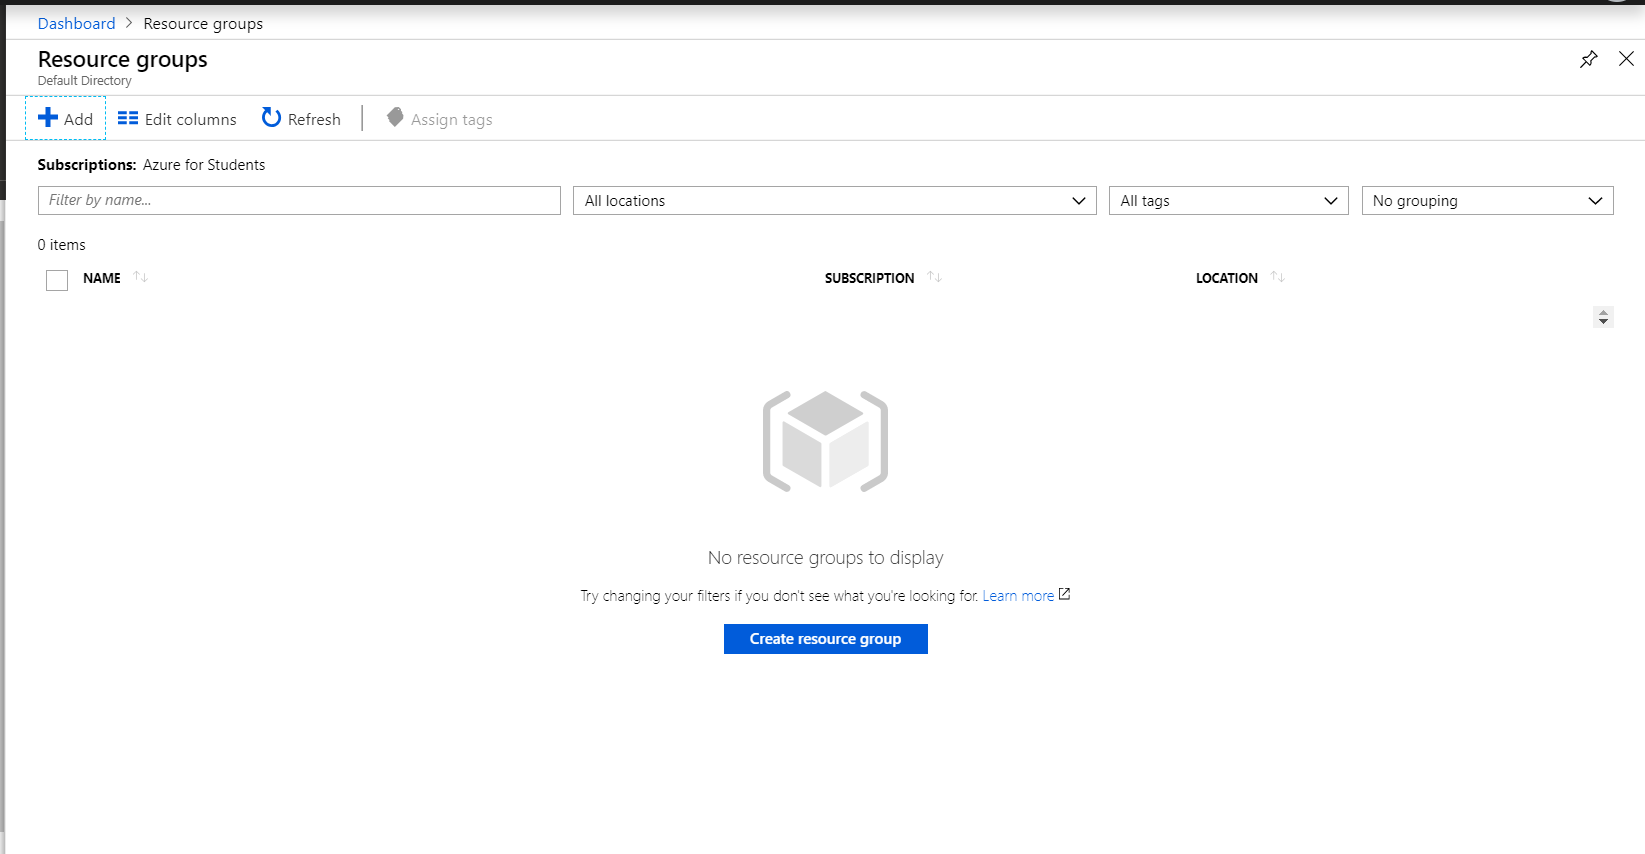 Dashboard > Resource groups
Resource groups
Default Directory
Add Edit columns Refresh Assign tags
Subscriptions: Azure for Students
Filter by name... All locations All tags No grouping
0 items
NAME SUBSCRIPTION LOCATION
No resource groups to display
Try changing your filters if you don't see what you're looking for. Learn more
Create resource group